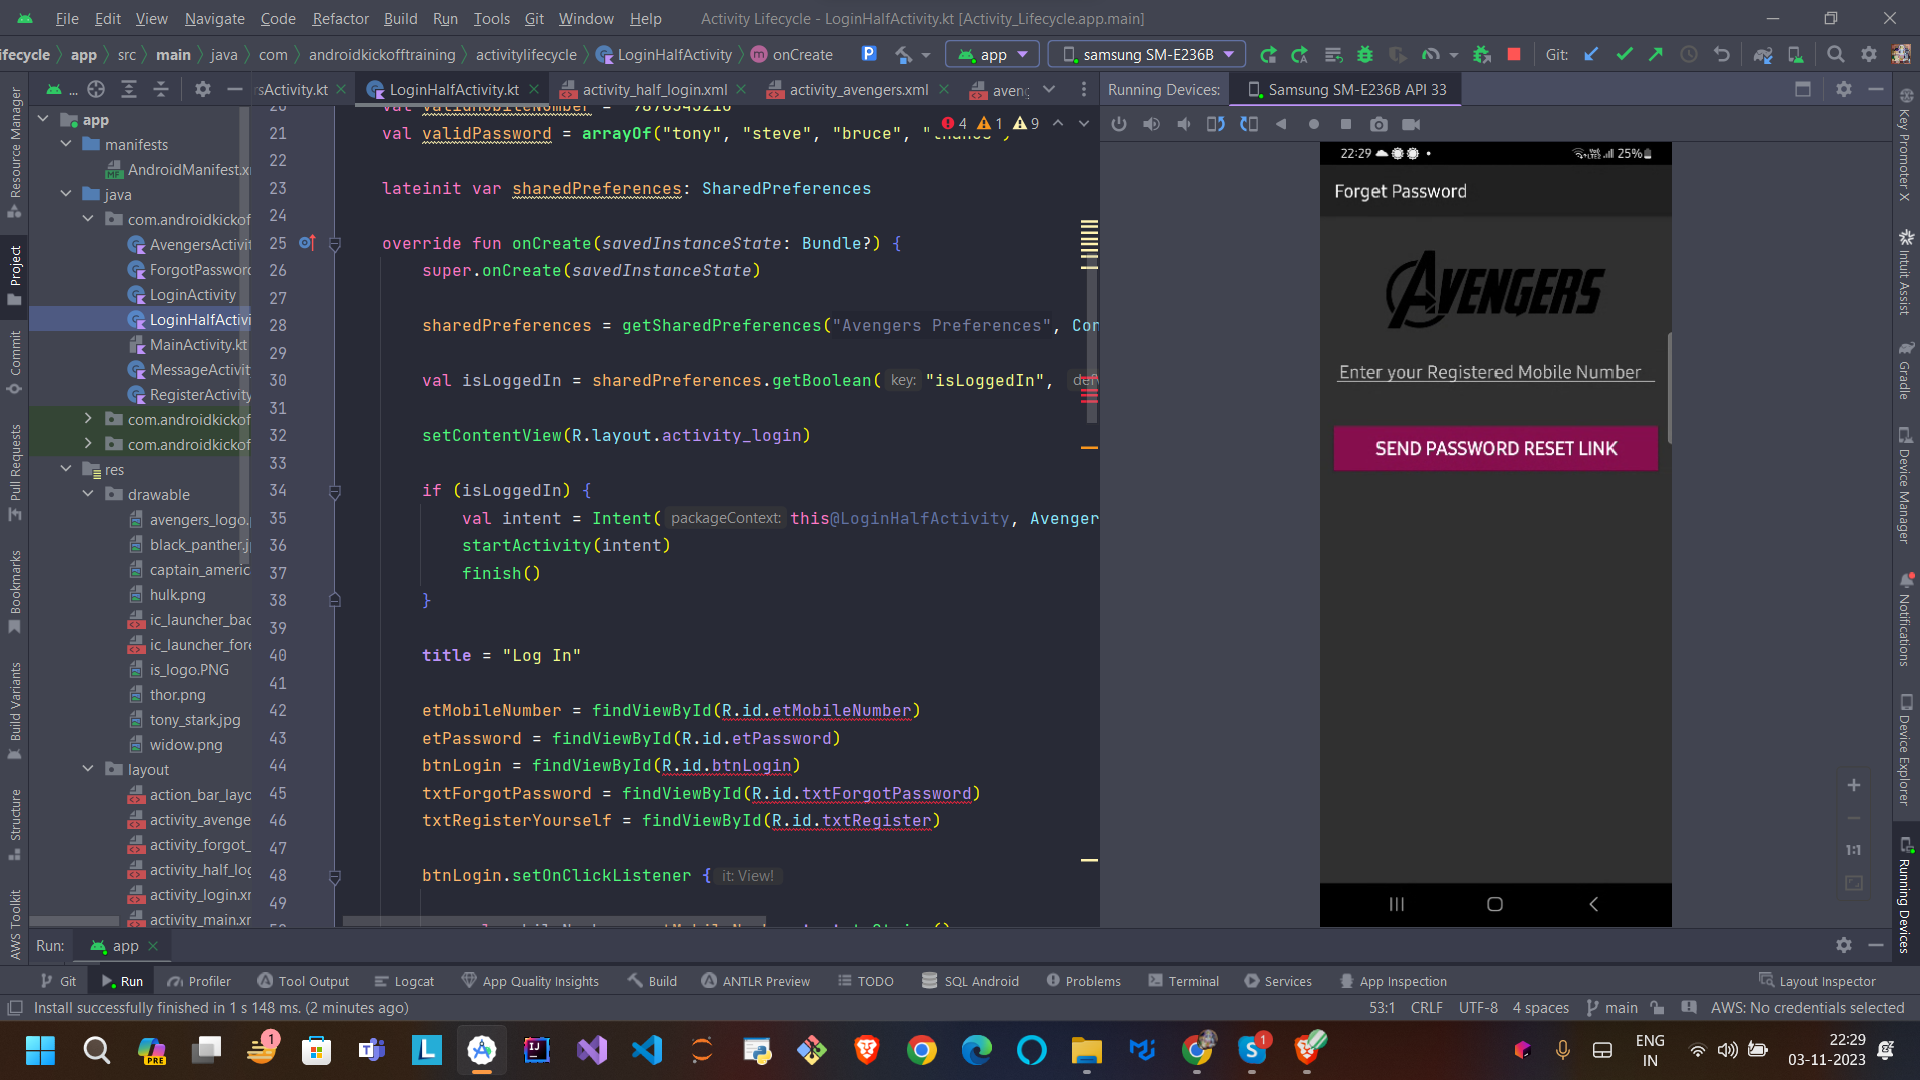 File Edit View Navigate Code Refactor Build Run Tools Git Window Help Activity Lifecycle - LoginHalfActivity.kt [Activity_Lifecycle.app.main]
ifecycle app src main java com androidkickofftraining activitylifecycle LoginHalfActivity onCreate app samsung SM-E236B Git:
... rsActivity.kt LoginHalfActivity.kt activity_half_login.xml activity_avengers.xml aveng Running Devices: Samsung SM-E236B API 33
Resource Manager
Project
Commit
Pull Requests
Bookmarks
Build Variants
Structure
AWS Toolkit
app
manifests
AndroidManifest.x
java
com.androidkickof
AvengersActivit
ForgotPassword
LoginActivity
LoginHalfActivi
MainActivity.kt
MessageActivit
RegisterActivity
com.androidkickof
com.androidkickof
res
drawable
avengers_logo.
black_panther.j
captain_americ
hulk.png
ic_launcher_bac
ic_launcher_fore
is_logo.PNG
thor.png
tony_stark.jpg
widow.png
layout
action_bar_layo
activity_avenge
activity_forgot_
activity_half_log
activity_login.xr
activity_main.xr
4 1 9
20 val validMobileNumber = "9876543210"
21 val validPassword = arrayOf("tony", "steve", "bruce", "thanos")
22
23 lateinit var sharedPreferences: SharedPreferences
24
25 override fun onCreate(savedInstanceState: Bundle?) {
26 super.onCreate(savedInstanceState)
27
28 sharedPreferences = getSharedPreferences("Avengers Preferences", Con
29
30 val isLoggedIn = sharedPreferences.getBoolean( key: "isLoggedIn", defV
31
32 setContentView(R.layout.activity_login)
33
34 if (isLoggedIn) {
35 val intent = Intent( packageContext: this@LoginHalfActivity, Avenger
36 startActivity(intent)
37 finish()
38 }
39
40 title = "Log In"
41
42 etMobileNumber = findViewById(R.id.etMobileNumber)
43 etPassword = findViewById(R.id.etPassword)
44 btnLogin = findViewById(R.id.btnLogin)
45 txtForgotPassword = findViewById(R.id.txtForgotPassword)
46 txtRegisterYourself = findViewById(R.id.txtRegister)
47
48 btnLogin.setOnClickListener { it: View!
49
22:29 25%
Forget Password
AVENGERS
Enter your Registered Mobile Number
SEND PASSWORD RESET LINK
1:1
Key Promoter X
Intuit Assist
Gradle
Device Manager
Notifications
Device Explorer
Running Devices
Run: app
Git Run Profiler Tool Output Logcat App Quality Insights Build ANTLR Preview TODO SQL Android Problems Terminal Services App Inspection Layout Inspector
Install successfully finished in 1 s 148 ms. (2 minutes ago) 53:1 CRLF UTF-8 4 spaces main AWS: No credentials selected
PRE 1 1 ENG IN 22:29
03-11-2023